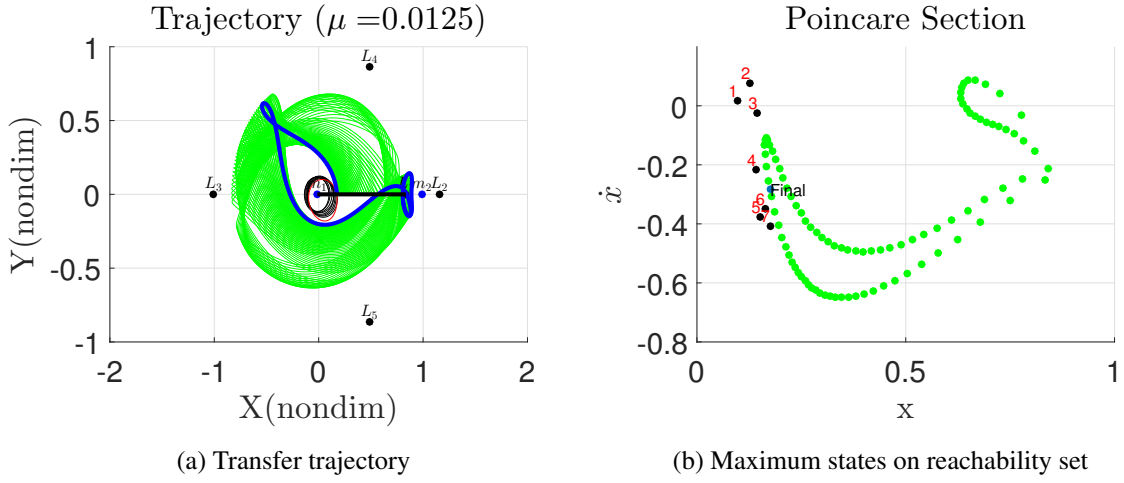 Trajectory (μ =0.0125)
1
0.5
0
-0.5
-1
-2
-1
0
1
2
Y(nondim)
X(nondim)
L4
L3
m2
L2
L5
(a) Transfer trajectory
Poincare Section
0
-0.2
-0.4
-0.6
-0.8
0
0.5
1
ẋ
x
1
2
3
4
Final
6
5
7
(b) Maximum states on reachability set